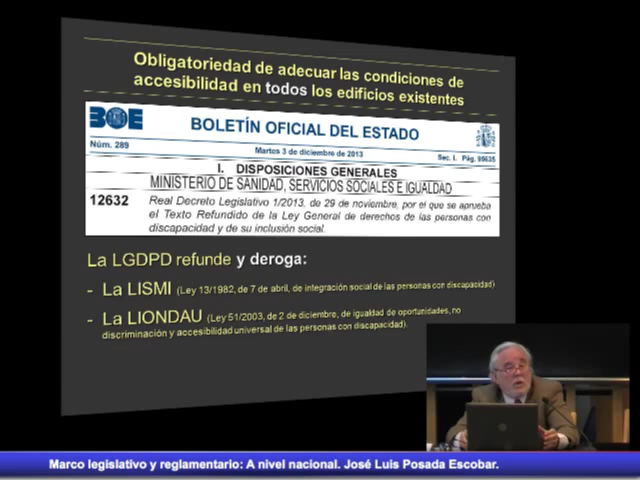 Obligatoriedad de adecuar las condiciones de
accesibilidad en todos los edificios existentes
BOE
BOLETÍN OFICIAL DEL ESTADO
Núm. 289
Martes 3 de diciembre de 2013
Sec. I. Pág. 95635
I. DISPOSICIONES GENERALES
MINISTERIO DE SANIDAD, SERVICIOS SOCIALES E IGUALDAD
12632 Real Decreto Legislativo 1/2013, de 29 de noviembre, por el que se aprueba
el Texto Refundido de la Ley General de derechos de las personas con
discapacidad y de su inclusión social.
La LGDPD refunde y deroga:
- La LISMI (Ley 13/1982, de 7 de abril, de integración social de las personas con discapacidad)
- La LIONDAU (Ley 51/2003, de 2 de diciembre, de igualdad de oportunidades, no
discriminación y accesibilidad universal de las personas con discapacidad).
Marco legislativo y reglamentario: A nivel nacional. José Luis Posada Escobar.